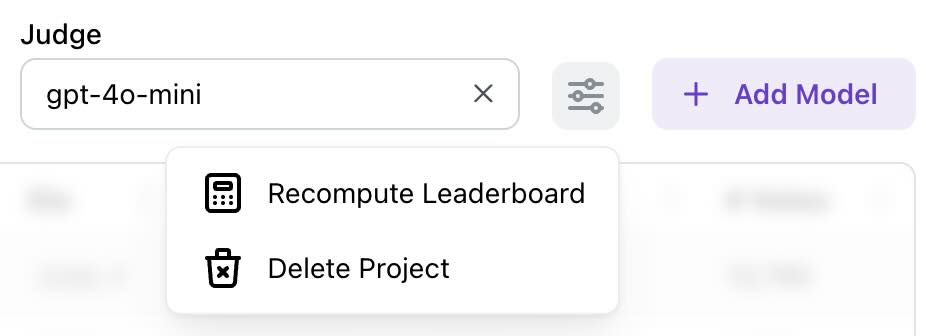 Judge
gpt-4o-mini
Add Model
Recompute Leaderboard
Delete Project